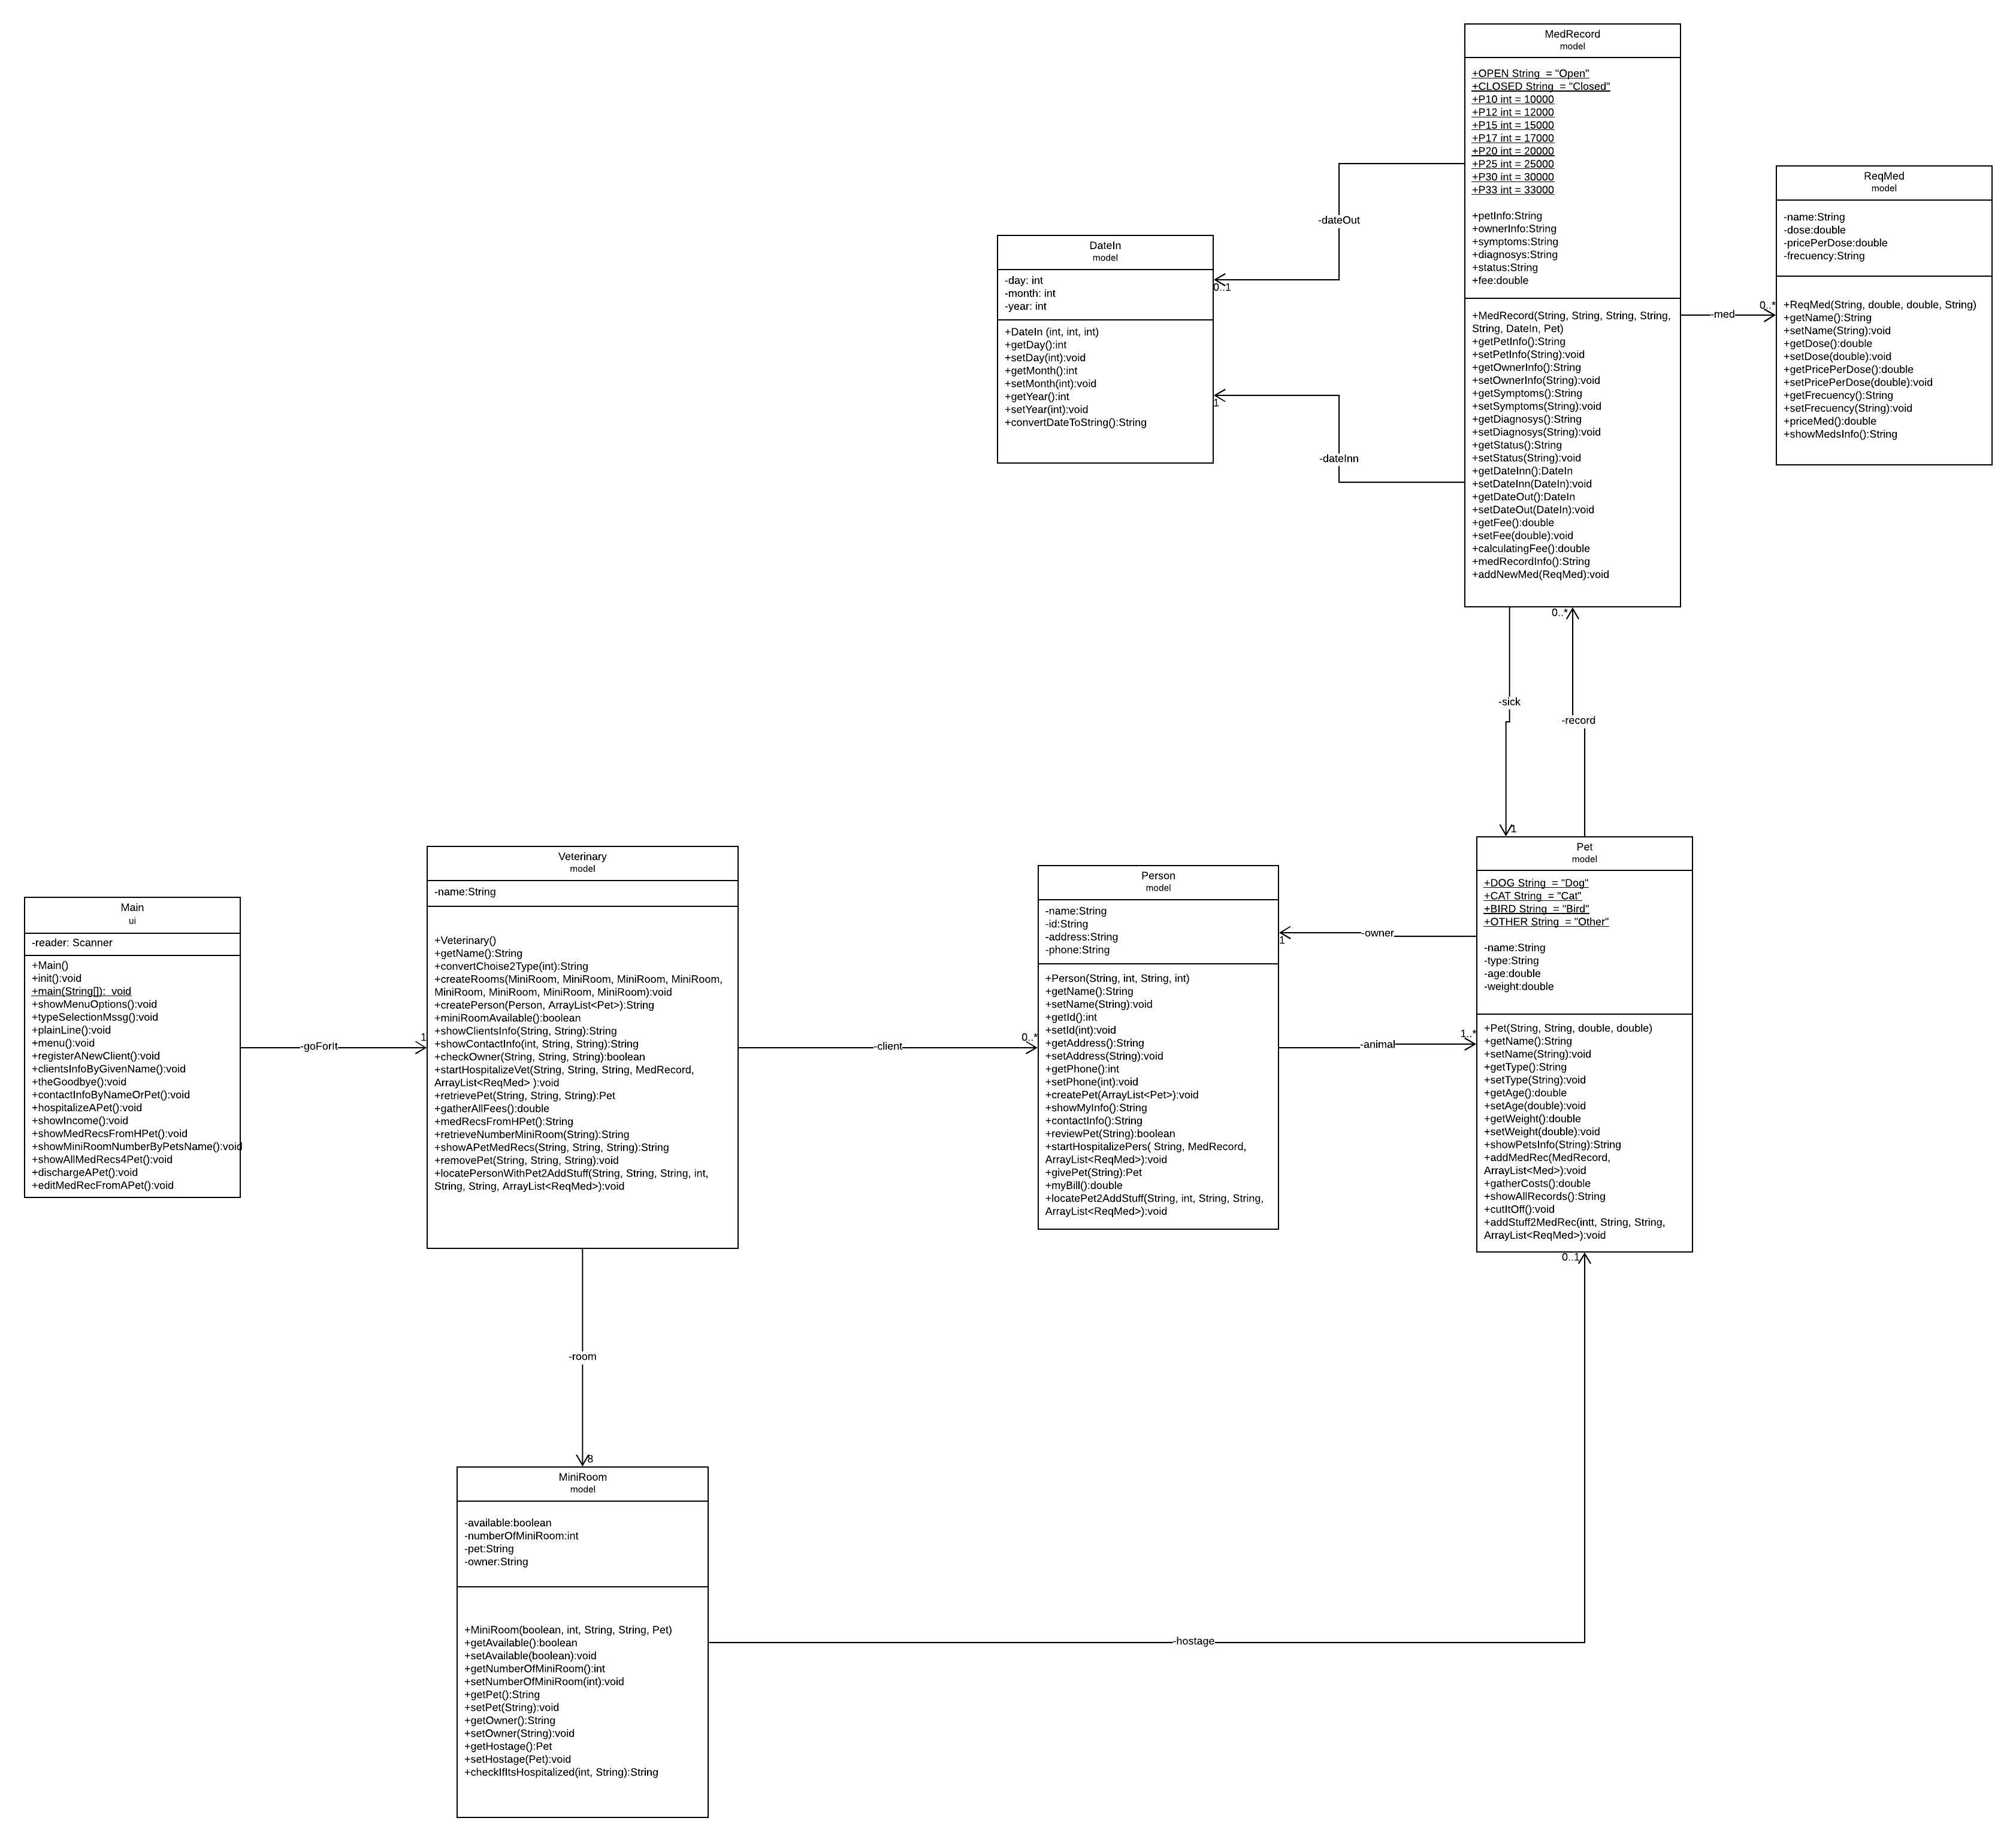 MedRecord
model
+OPEN String  = "Open"
+CLOSED String  = "Closed"
+P10 int = 10000
+P12 int = 12000
+P15 int = 15000
+P17 int = 17000
+P20 int = 20000
+P25 int = 25000
+P30 int = 30000
+P33 int = 33000
+petInfo:String
+ownerInfo:String
+symptoms:String
+diagnosys:String
+status:String
+fee:double
+MedRecord(String, String, String, String,
String, DateIn, Pet)
+getPetInfo():String
+setPetInfo(String):void
+getOwnerInfo():String
+setOwnerInfo(String):void
+getSymptoms():String
+setSymptoms(String):void
+getDiagnosys():String
+setDiagnosys(String):void
+getStatus():String
+setStatus(String):void
+getDateInn():DateIn
+setDateInn(DateIn):void
+getDateOut():DateIn
+setDateOut(DateIn):void
+getFee():double
+setFee(double):void
+calculatingFee():double
+medRecordInfo():String
+addNewMed(ReqMed):void
ReqMed
model
-name:String
-dose:double
-pricePerDose:double
-frecuency:String
+ReqMed(String, double, double, String)
+getName():String
+setName(String):void
+getDose():double
+setDose(double):void
+getPricePerDose():double
+setPricePerDose(double):void
+getFrecuency():String
+setFrecuency(String):void
+priceMed():double
+showMedsInfo():String
-med
0..*
-dateOut
0..1
-dateInn
1
DateIn
model
-day: int
-month: int
-year: int
+DateIn (int, int, int)
+getDay():int
+setDay(int):void
+getMonth():int
+setMonth(int):void
+getYear():int
+setYear(int):void
+convertDateToString():String
0..*
-sick
-record
1
Main
ui
-reader: Scanner
+Main()
+init():void
+main(String[]):  void
+showMenuOptions():void
+typeSelectionMssg():void
+plainLine():void
+menu():void
+registerANewClient():void
+clientsInfoByGivenName():void
+theGoodbye():void
+contactInfoByNameOrPet():void
+hospitalizeAPet():void
+showIncome():void
+showMedRecsFromHPet():void
+showMiniRoomNumberByPetsName():void
+showAllMedRecs4Pet():void
+dischargeAPet():void
+editMedRecFromAPet():void
-goForIt
1
Veterinary
model
-name:String
+Veterinary()
+getName():String
+convertChoise2Type(int):String
+createRooms(MiniRoom, MiniRoom, MiniRoom, MiniRoom,
MiniRoom, MiniRoom, MiniRoom, MiniRoom):void
+createPerson(Person, ArrayList<Pet>):String
+miniRoomAvailable():boolean
+showClientsInfo(String, String):String
+showContactInfo(int, String, String):String
+checkOwner(String, String, String):boolean
+startHospitalizeVet(String, String, String, MedRecord,
ArrayList<ReqMed> ):void
+retrievePet(String, String, String):Pet
+gatherAllFees():double
+medRecsFromHPet():String
+retrieveNumberMiniRoom(String):String
+showAPetMedRecs(String, String, String):String
+removePet(String, String, String):void
+locatePersonWithPet2AddStuff(String, String, String, int,
String, String, ArrayList<ReqMed>):void
-client
0..*
Person
model
-name:String
-id:String
-address:String
-phone:String
+Person(String, int, String, int)
+getName():String
+setName(String):void
+getId():int
+setId(int):void
+getAddress():String
+setAddress(String):void
+getPhone():int
+setPhone(int):void
+createPet(ArrayList<Pet>):void
+showMyInfo():String
+contactInfo():String
+reviewPet(String):boolean
+startHospitalizePers( String, MedRecord,
ArrayList<ReqMed>):void
+givePet(String):Pet
+myBill():double
+locatePet2AddStuff(String, int, String, String,
ArrayList<ReqMed>):void
-owner
1
-animal
1..*
Pet
model
+DOG String  = "Dog"
+CAT String  = "Cat"
+BIRD String  = "Bird"
+OTHER String  = "Other"
-name:String
-type:String
-age:double
-weight:double
+Pet(String, String, double, double)
+getName():String
+setName(String):void
+getType():String
+setType(String):void
+getAge():double
+setAge(double):void
+getWeight():double
+setWeight(double):void
+showPetsInfo(String):String
+addMedRec(MedRecord,
ArrayList<Med>):void
+gatherCosts():double
+showAllRecords():String
+cutItOff():void
+addStuff2MedRec(intt, String, String,
ArrayList<ReqMed>):void
0..1
-room
8
MiniRoom
model
-available:boolean
-numberOfMiniRoom:int
-pet:String
-owner:String
+MiniRoom(boolean, int, String, String, Pet)
+getAvailable():boolean
+setAvailable(boolean):void
+getNumberOfMiniRoom():int
+setNumberOfMiniRoom(int):void
+getPet():String
+setPet(String):void
+getOwner():String
+setOwner(String):void
+getHostage():Pet
+setHostage(Pet):void
+checkIfItsHospitalized(int, String):String
-hostage